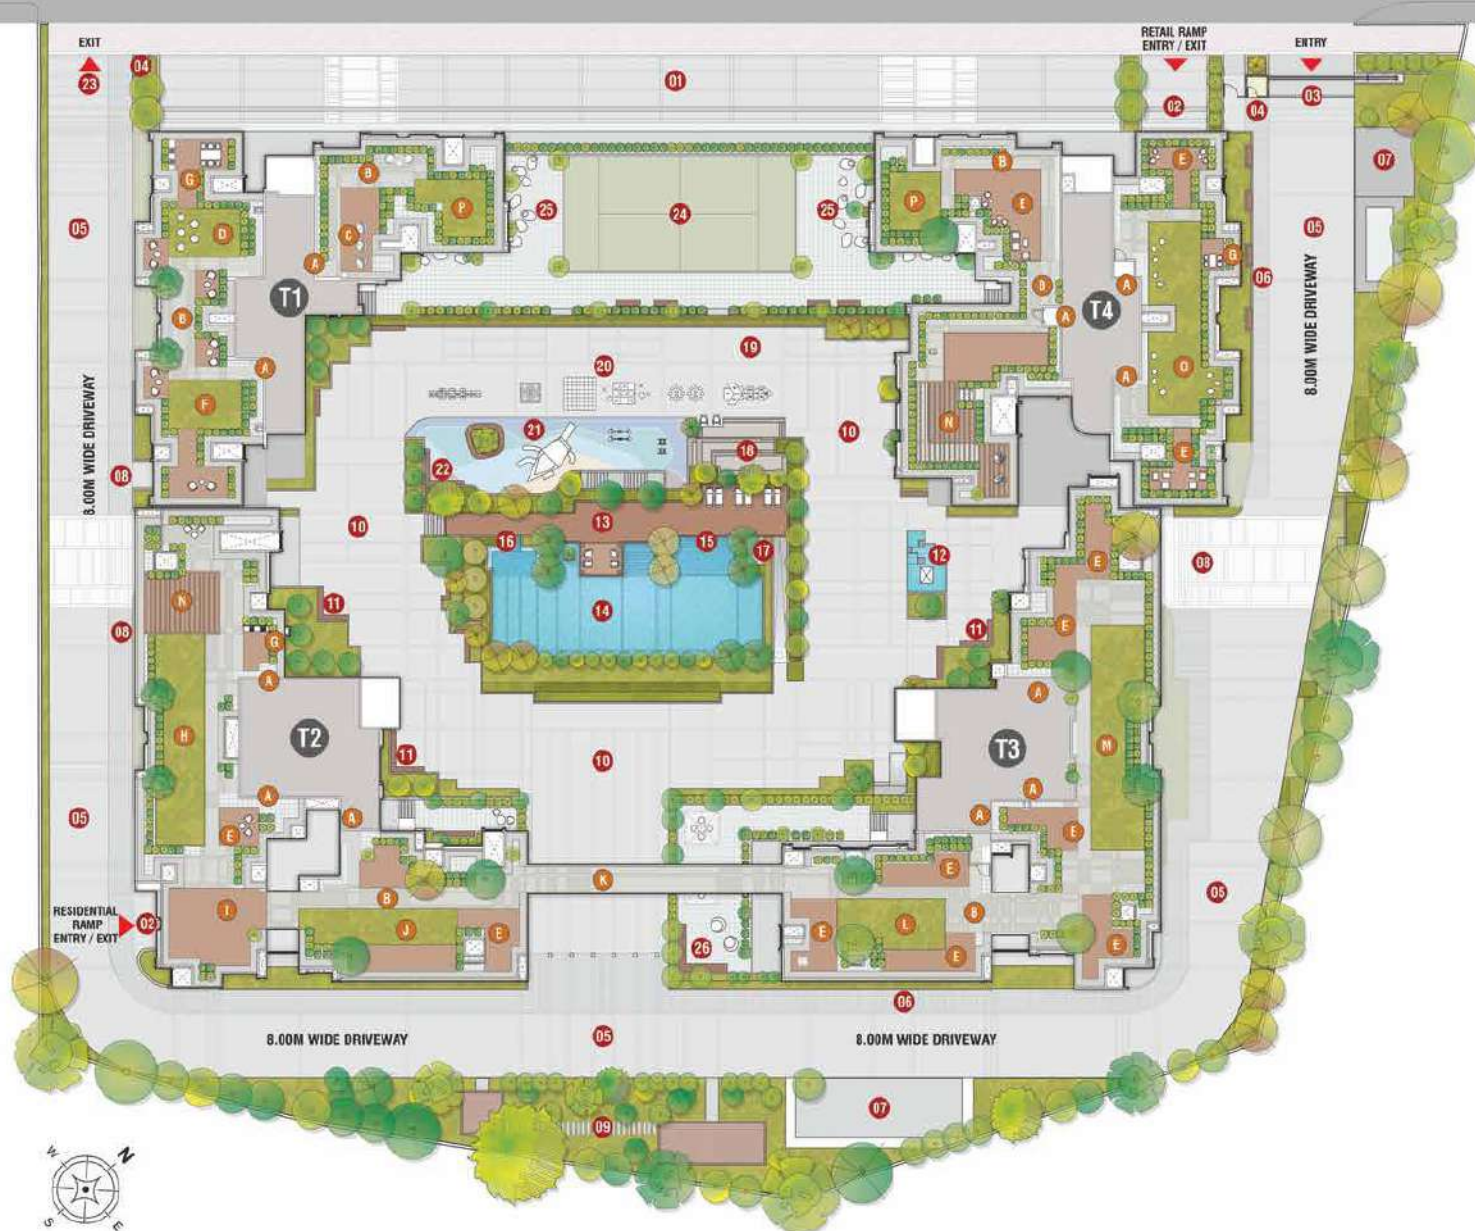 EXIT
RETAIL RAMP
ENTRY / EXIT
ENTRY
23
04
01
02
04
03
07
G
B
P
25
24
25
P
B
E
E
05
D
C
A
T1
B
A
F
B
A
T4
A
A
G
O
E
N
E
06
05
8.00M WIDE DRIVEWAY
8.00M WIDE DRIVEWAY
19
20
21
22
18
10
08
10
13
16
15
17
12
14
E
08
N
11
08
G
A
H
T2
A
A
E
11
11
10
E
A
T3
M
A
A
E
05
K
I
B
J
E
26
E
E
L
B
E
E
05
RESIDENTIAL
RAMP
ENTRY / EXIT
02
06
8.00M WIDE DRIVEWAY
05
8.00M WIDE DRIVEWAY
09
07
W
N
S
E